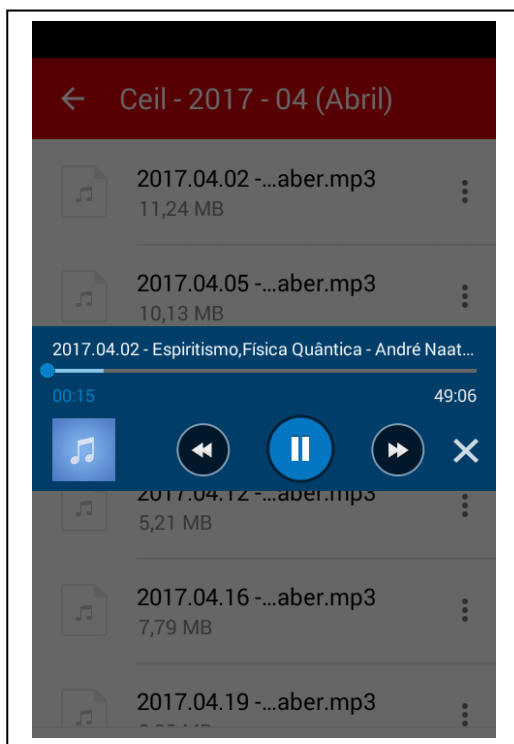 Ceil - 2017 - 04 (Abril)
2017.04.02 -...aber.mp3
11,24 MB
2017.04.05 -...aber.mp3
10,13 MB
2017.04.02 - Espiritismo,Física Quântica - André Naat...
00:15
49:06
2017.04.12 -...aber.mp3
5,21 MB
2017.04.16 -...aber.mp3
7,79 MB
2017.04.19 -...aber.mp3